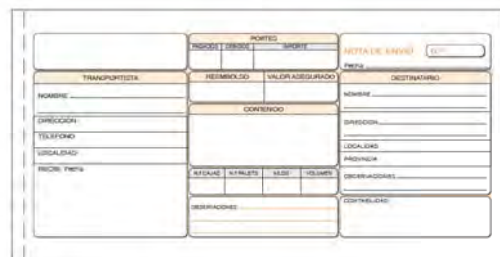 PORTES
PAGADOS DEBIDOS IMPORTE
NOTA DE ENVIO Nº
Fecha
TRANSPORTISTA
NOMBRE
DIRECCION
TELEFONO
LOCALIDAD
RECIBI: Fecha
REEMBOLSO VALOR ASEGURADO
CONTENIDO
N.º CAJAS N.º PALETS KILOS VOLUMEN
OBSERVACIONES
DESTINATARIO
NOMBRE
DIRECCION
LOCALIDAD
PROVINCIA
OBSERVACIONES
CONTABILIDAD: